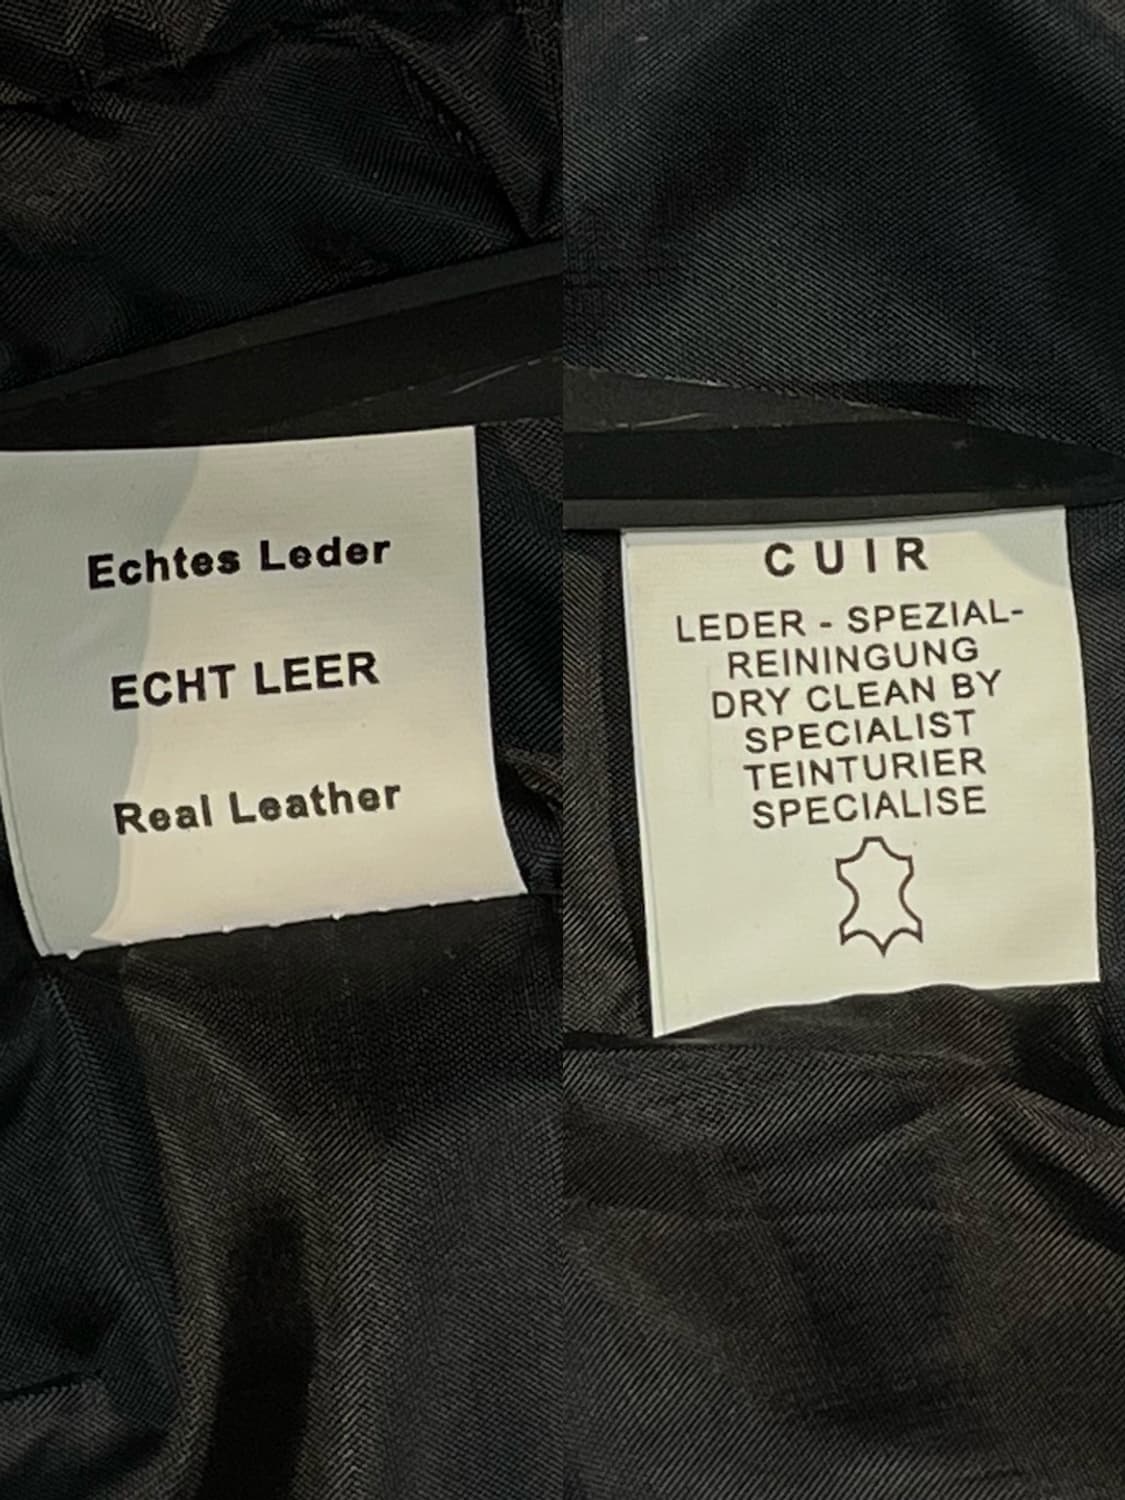 Echtes Leder
ECHT LEER
Real Leather
CUIR
LEDER - SPEZIAL-
REININGUNG
DRY CLEAN BY
SPECIALIST
TEINTURIER
SPECIALISE